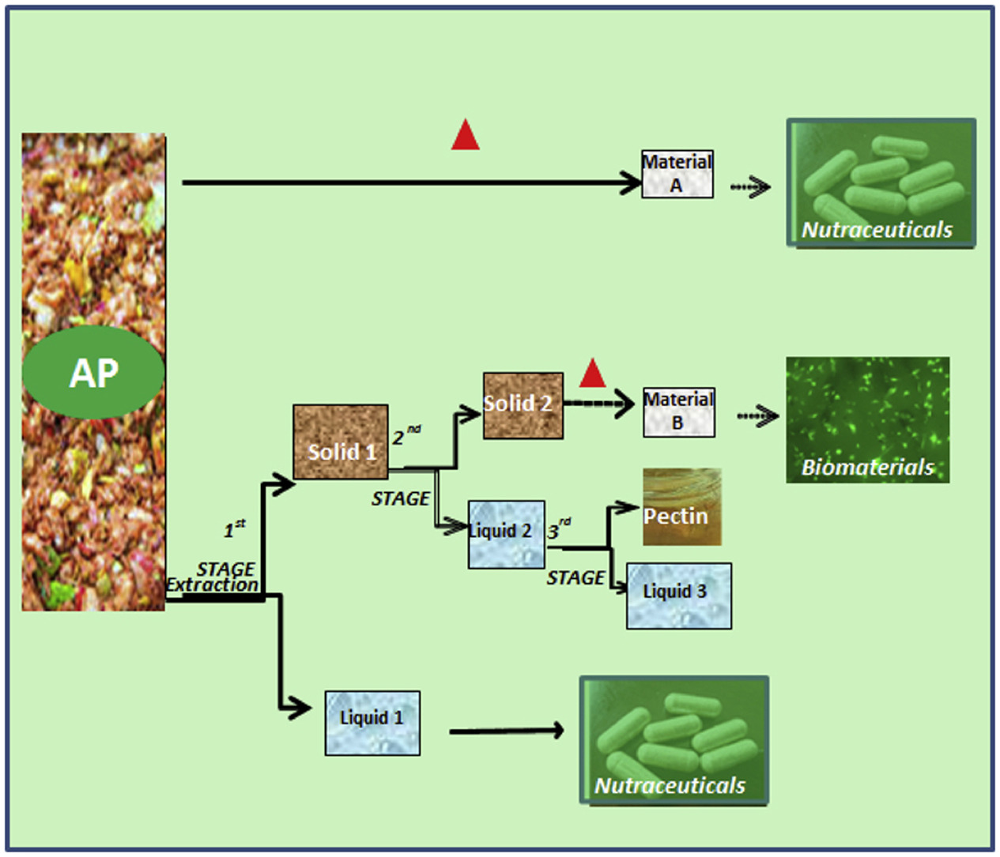 Material
A
Nutraceuticals
AP
Solid 1
2nd
STAGE
Solid 2
Material
B
Biomaterials
Liquid 2
3rd
STAGE
Pectin
Liquid 3
1st
STAGE
Extraction
Liquid 1
Nutraceuticals